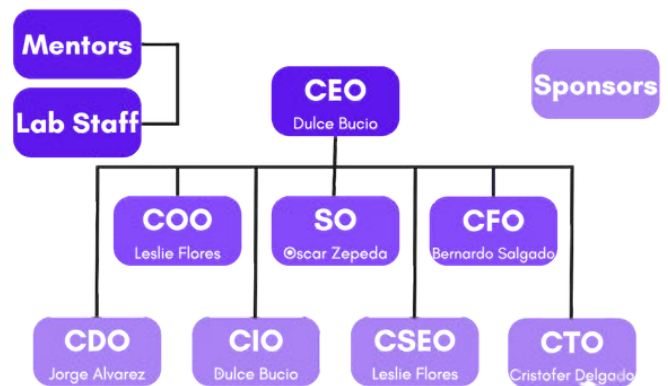 Mentors
Lab Staff
CEO
Dulce Bucio
Sponsors
COO
Leslie Flores
SO
Oscar Zepeda
CFO
Bernardo Salgado
CDO
Jorge Alvarez
CIO
Dulce Bucio
CSEO
Leslie Flores
CTO
Cristofer Delgado